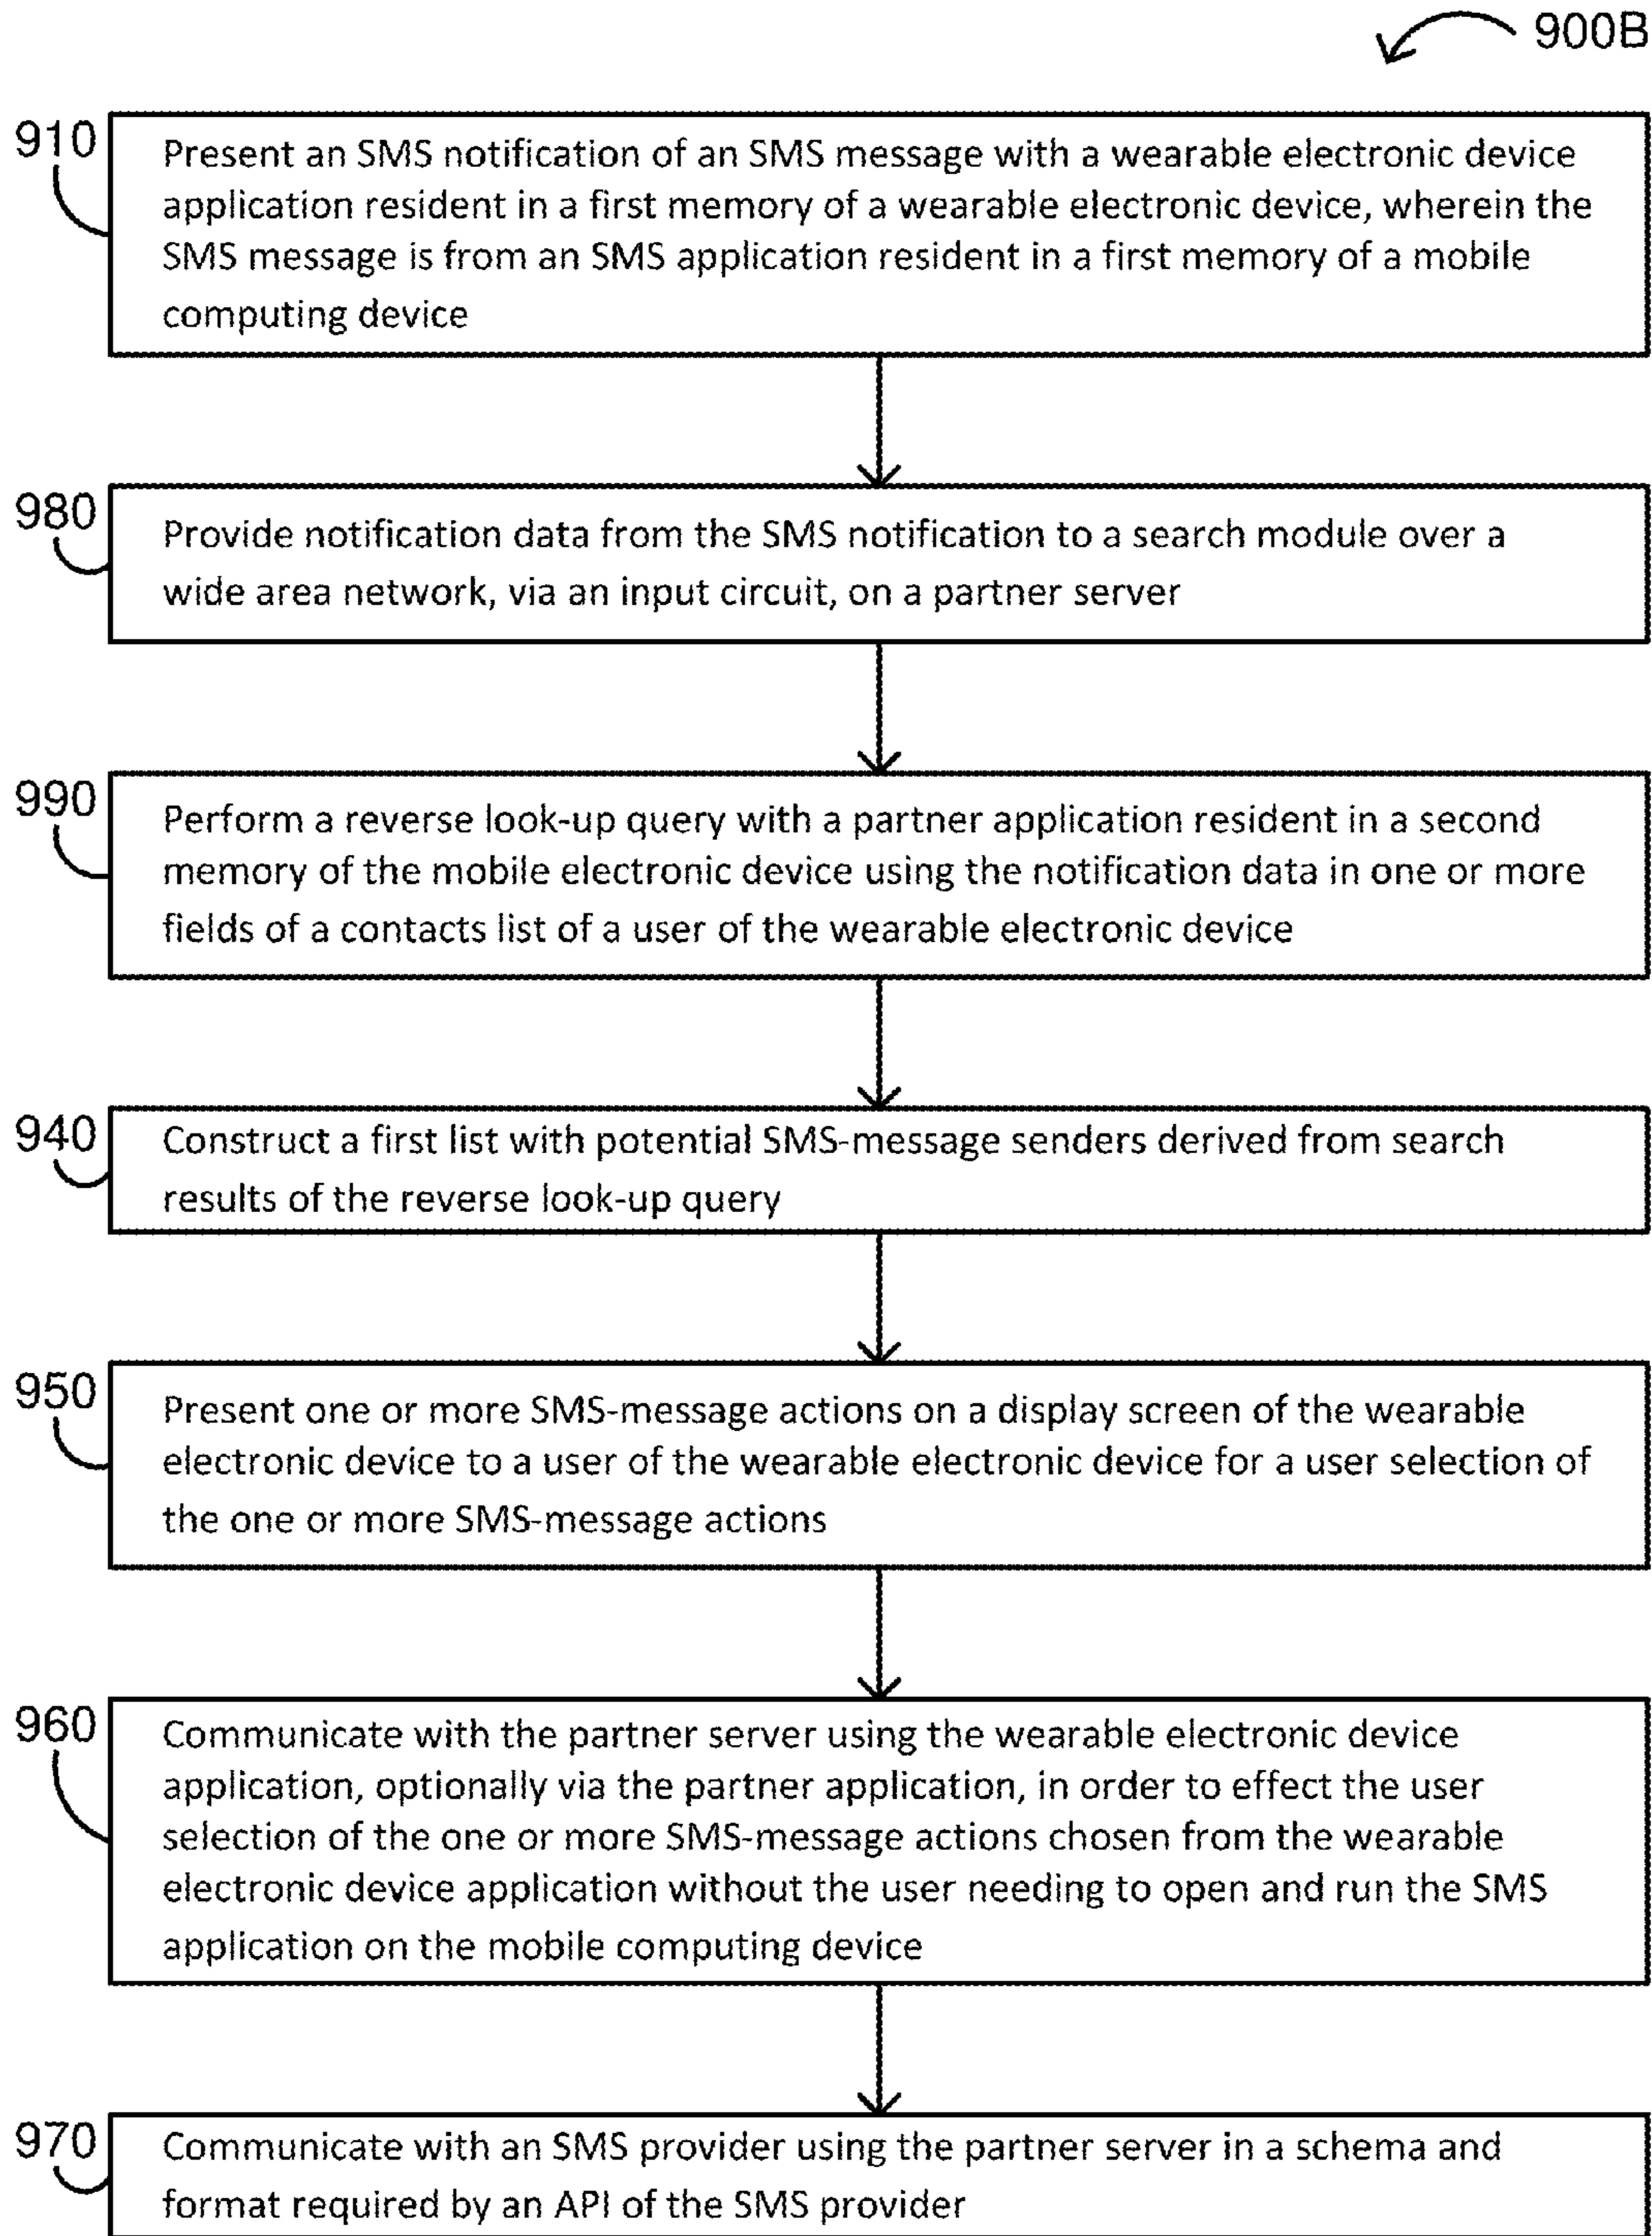 900B
910
Present an SMS notification of an SMS message with a wearable electronic device
application resident in a first memory of a wearable electronic device, wherein the
SMS message is from an SMS application resident in a first memory of a mobile
computing device
980
Provide notification data from the SMS notification to a search module over a
wide area network, via an input circuit, on a partner server
990
Perform a reverse look-up query with a partner application resident in a second
memory of the mobile electronic device using the notification data in one or more
fields of a contacts list of a user of the wearable electronic device
940
Construct a first list with potential SMS-message senders derived from search
results of the reverse look-up query
950
Present one or more SMS-message actions on a display screen of the wearable
electronic device to a user of the wearable electronic device for a user selection of
the one or more SMS-message actions
960
Communicate with the partner server using the wearable electronic device
application, optionally via the partner application, in order to effect the user
selection of the one or more SMS-message actions chosen from the wearable
electronic device application without the user needing to open and run the SMS
application on the mobile computing device
970
Communicate with an SMS provider using the partner server in a schema and
format required by an API of the SMS provider